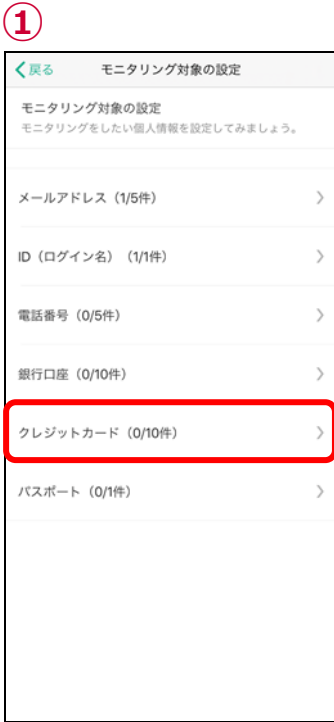 ①
戻る モニタリング対象の設定
モニタリング対象の設定
モニタリングをしたい個人情報を設定してみましょう。
メールアドレス（1/5件）
ID（ログイン名）（1/1件）
電話番号（0/5件）
銀行口座（0/10件）
クレジットカード（0/10件）
パスポート（0/1件）